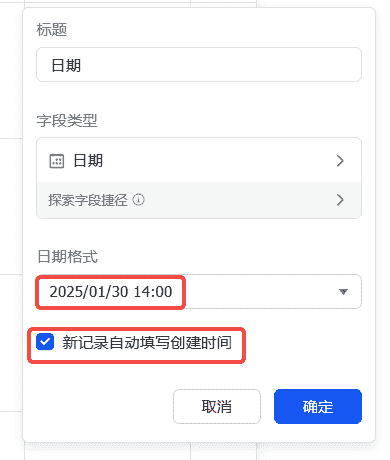 标题
日期
字段类型
日期
探索字段捷径
日期格式
2025/01/30 14:00
新记录自动填写创建时间
取消 确定